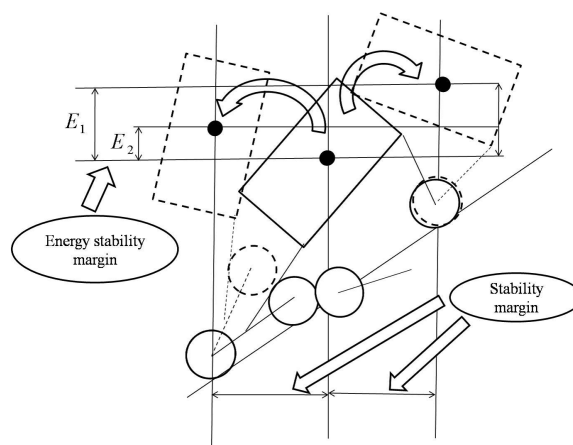 E₁
E₂
Energy stability
margin
Stability
margin